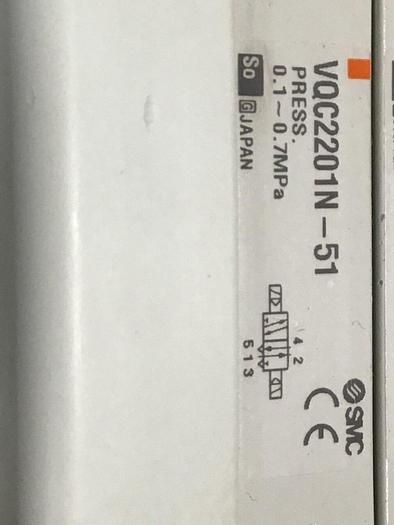 VQC2201N-51
PRESS.
0.1~0.7MPa
So G JAPAN
4 2
5 1 3
SMC
CE